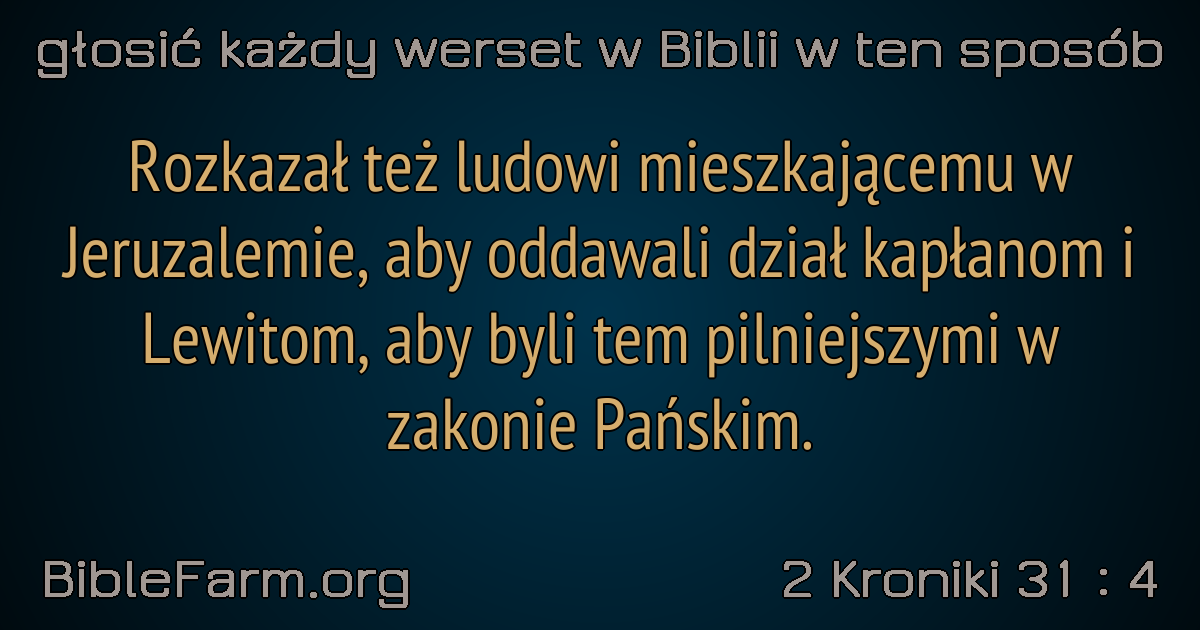 głosić każdy werset w Biblii w ten sposób
Rozkazał też ludowi mieszkającemu w
Jeruzalemie, aby oddawali dział kapłanom i
Lewitom, aby byli tem pilniejszymi w
zakonie Pańskim.
BibleFarm.org
2 Kroniki 31 : 4